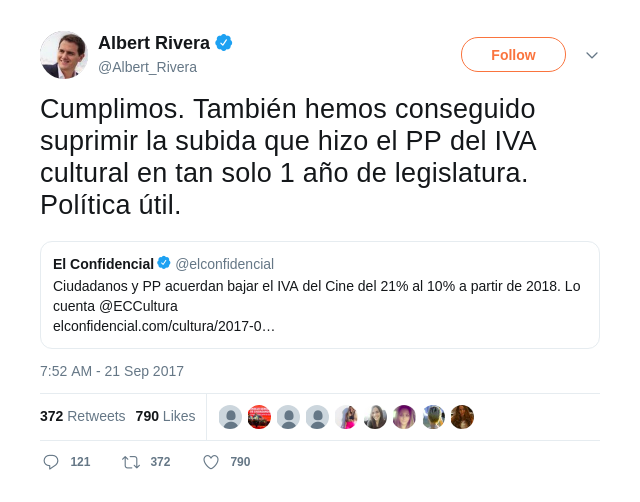 Albert Rivera
@Albert_Rivera
Follow
Cumplimos. También hemos conseguido
suprimir la subida que hizo el PP del IVA
cultural en tan solo 1 año de legislatura.
Política útil.
El Confidencial @elconfidencial
Ciudadanos y PP acuerdan bajar el IVA del Cine del 21% al 10% a partir de 2018. Lo
cuenta @ECCultura
elconfidencial.com/cultura/2017-0…
7:52 AM - 21 Sep 2017
372 Retweets 790 Likes
121 372 790